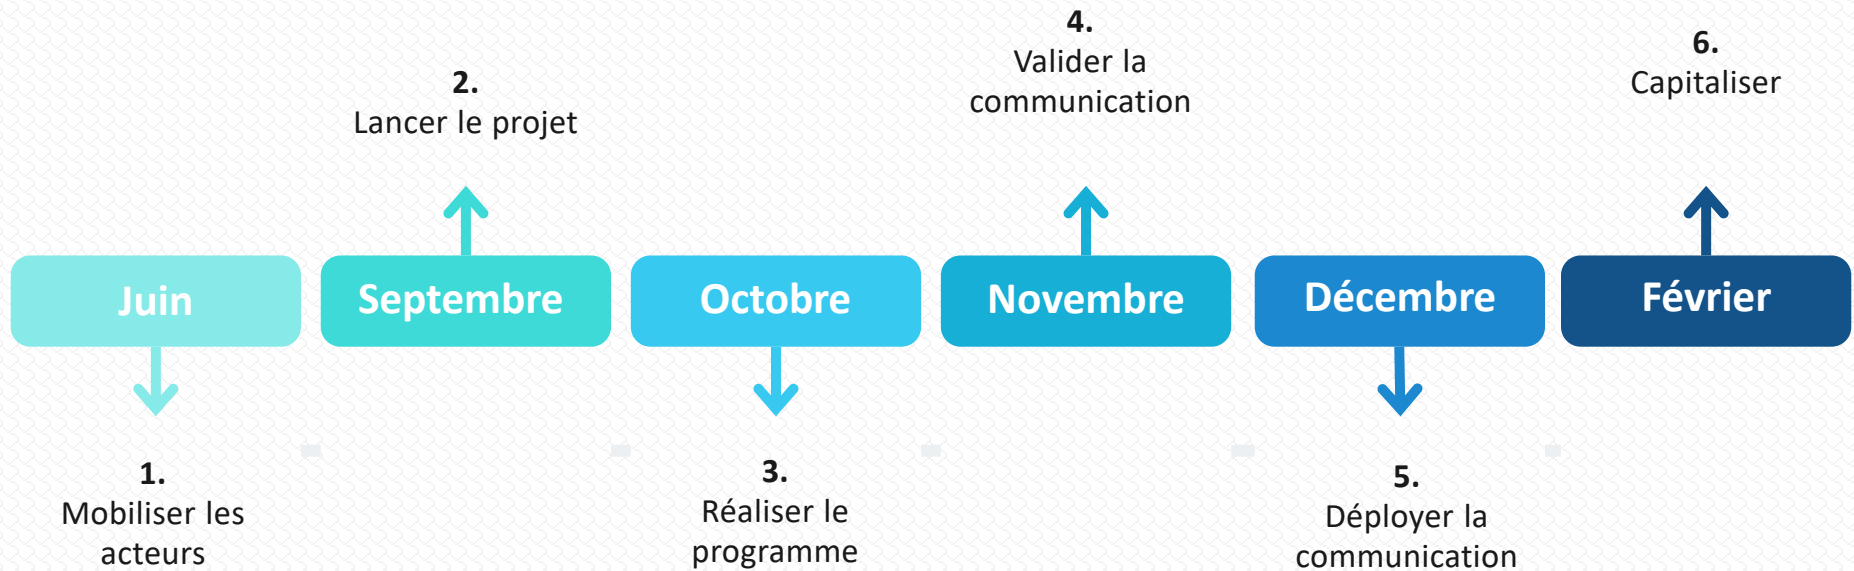 4.
Valider la
communication
6.
Capitaliser
2.
Lancer le projet
Juin
Septembre
Octobre
Novembre
Décembre
Février
1.
Mobiliser les
acteurs
3.
Réaliser le
programme
5.
Déployer la
communication